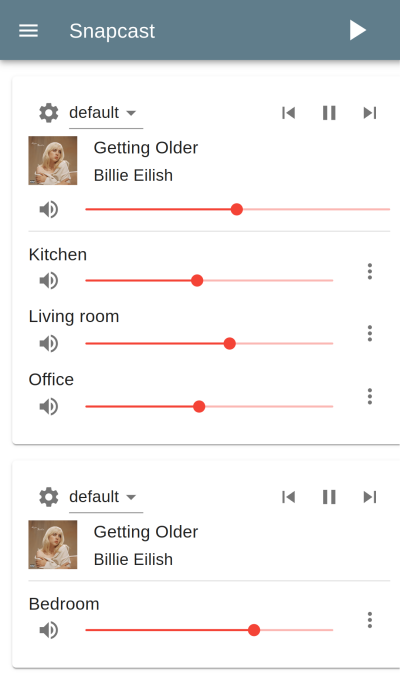 Snapcast
default
Getting Older
Billie Eilish
Kitchen
Living room
Office
default
Getting Older
Billie Eilish
Bedroom